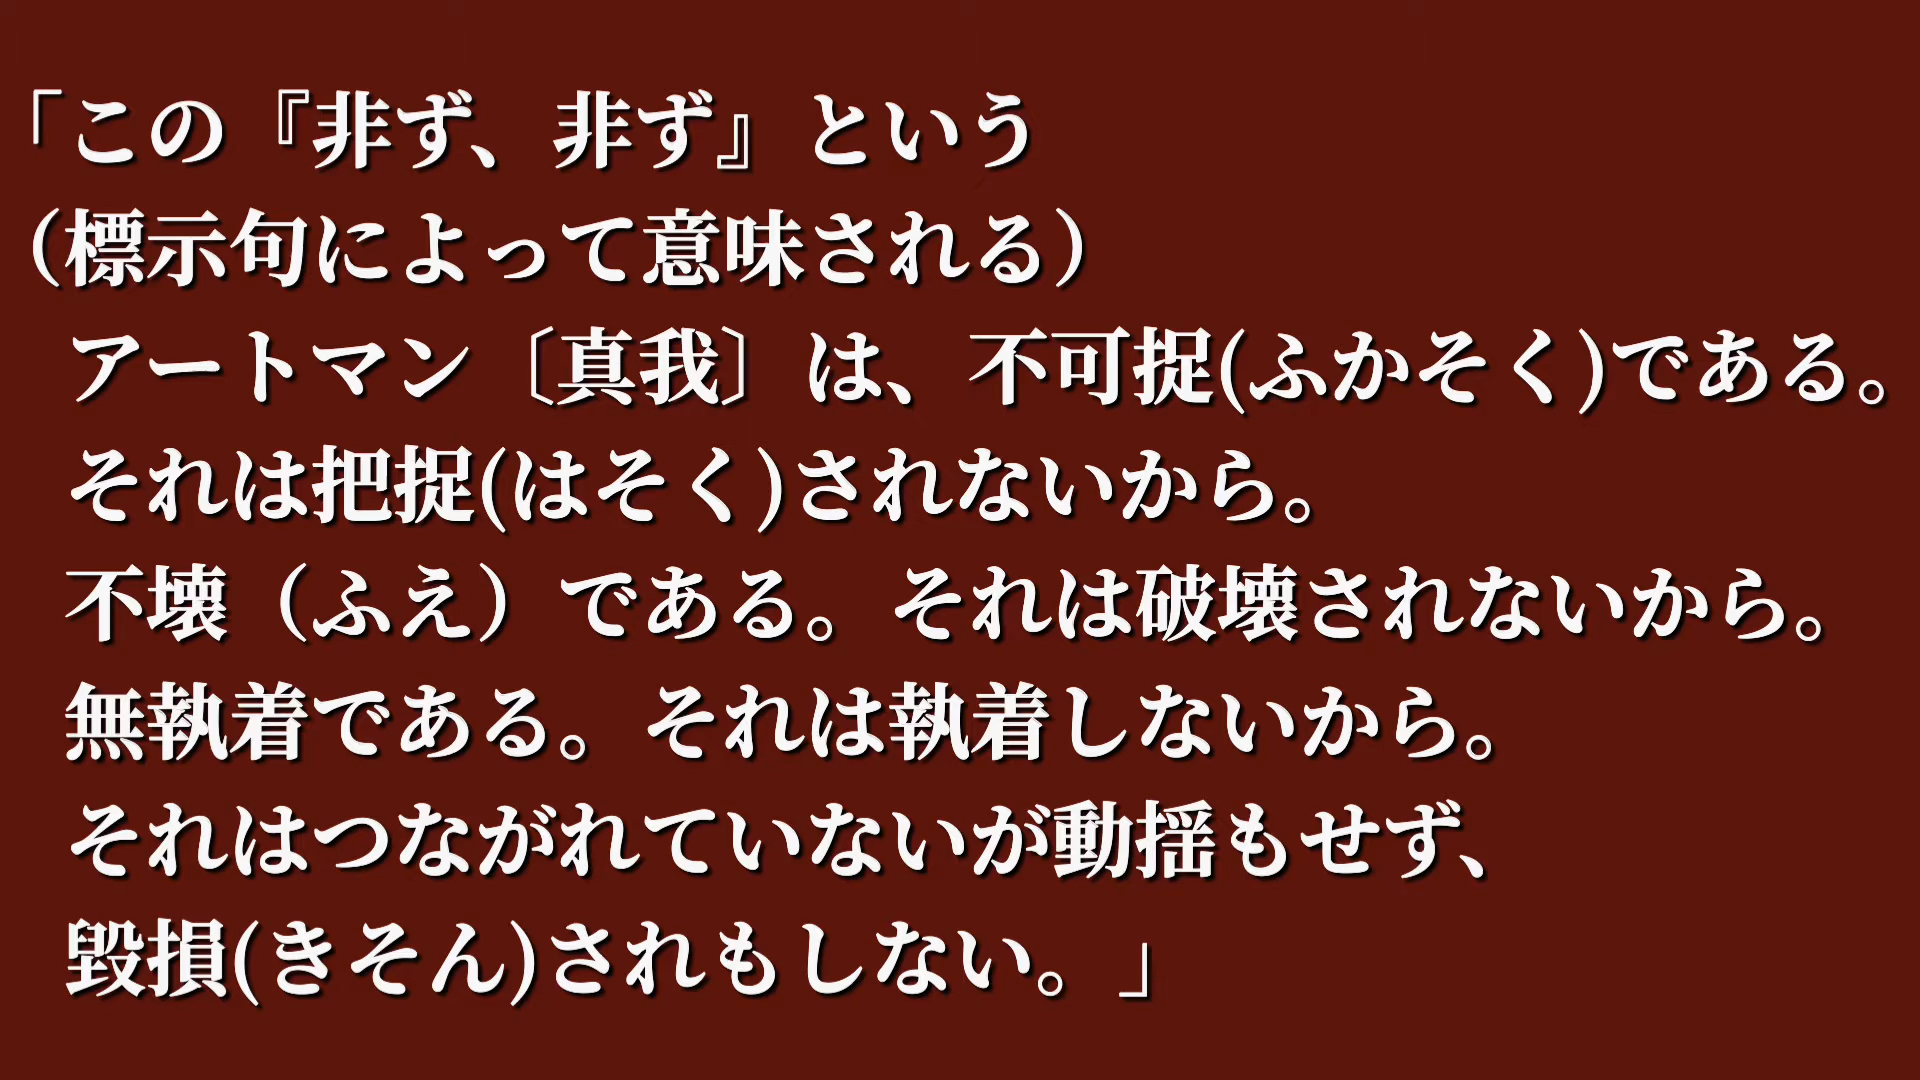 「この『非ず、非ず』という
（標示句によって意味される）
アートマン〔真我〕は、不可捉(ふかそく)である。
それは把捉(はそく)されないから。
不壊（ふえ）である。それは破壊されないから。
無執着である。それは執着しないから。
それはつながれていないが動揺もせず、
毀損(きそん)されもしない。」